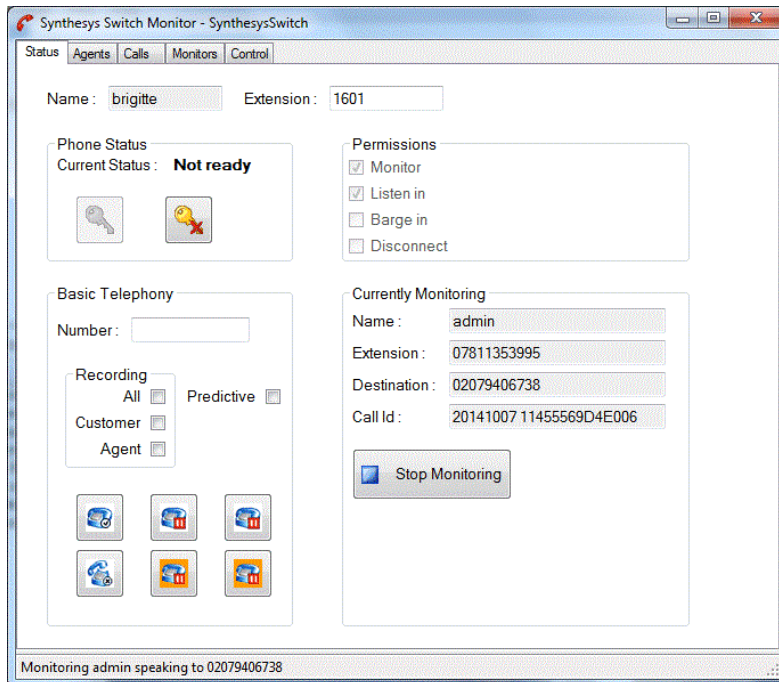 Synthesys Switch Monitor - SynthesysSwitch
Status Agents Calls Monitors Control
Name : brigitte Extension : 1601
Phone Status
Current Status : Not ready
Permissions
Monitor
Listen in
Barge in
Disconnect
Basic Telephony
Number :
Recording
All
Customer
Agent
Predictive
Currently Monitoring
Name : admin
Extension : 07811353995
Destination : 02079406738
Call Id : 20141007 11455569D4E006
Stop Monitoring
Monitoring admin speaking to 02079406738